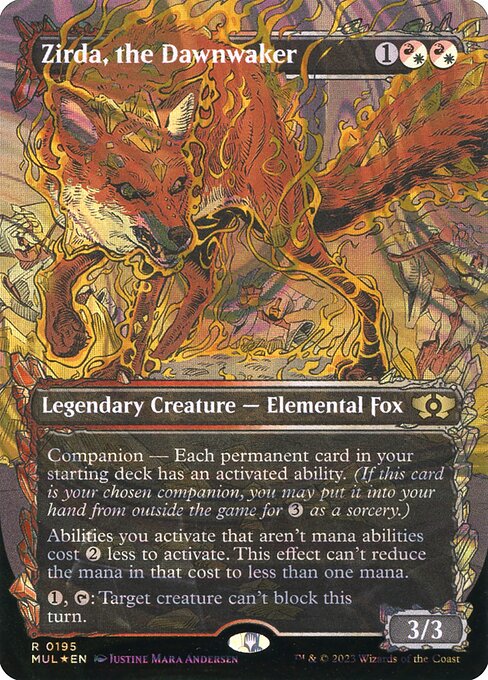 Zirda, the Dawnwaker 1
Legendary Creature — Elemental Fox
Companion — Each permanent card in your
starting deck has an activated ability. (If this card
is your chosen companion, you may put it into your
hand from outside the game for 3 as a sorcery.)
Abilities you activate that aren't mana abilities
cost 2 less to activate. This effect can't reduce
the mana in that cost to less than one mana.
1, : Target creature can't block this
turn.
3/3
R 0195
MUL★EN Justine Mara Andersen ™ & © 2023 Wizards of the Coast